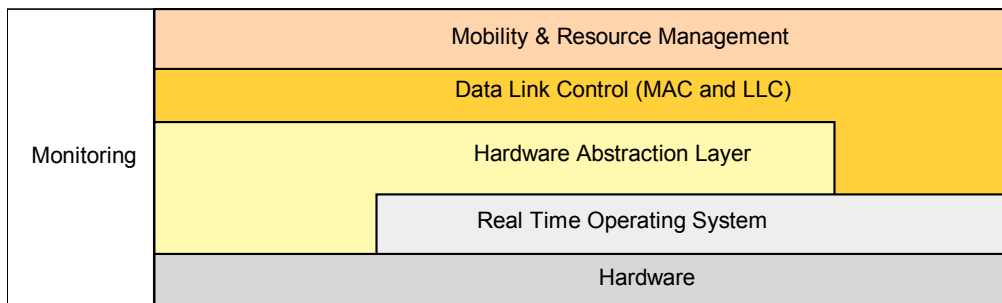 Mobility & Resource Management
Data Link Control (MAC and LLC)
Monitoring
Hardware Abstraction Layer
Real Time Operating System
Hardware